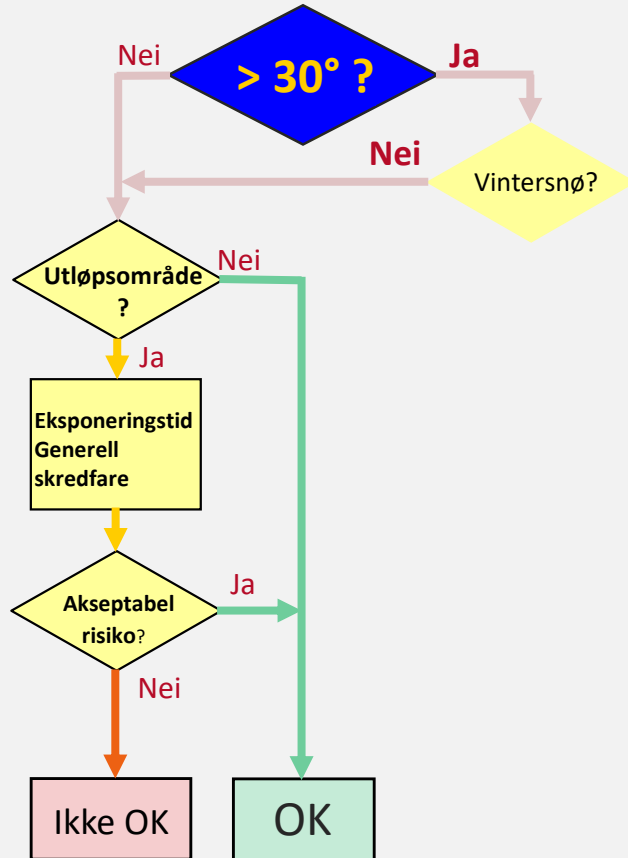 Nei
> 30° ?
Ja
Nei
Vintersnø?
Utløpsområde
?
Nei
Ja
Eksponeringstid
Generell
skredfare
Akseptabel
risiko?
Ja
Nei
Ikke OK
OK